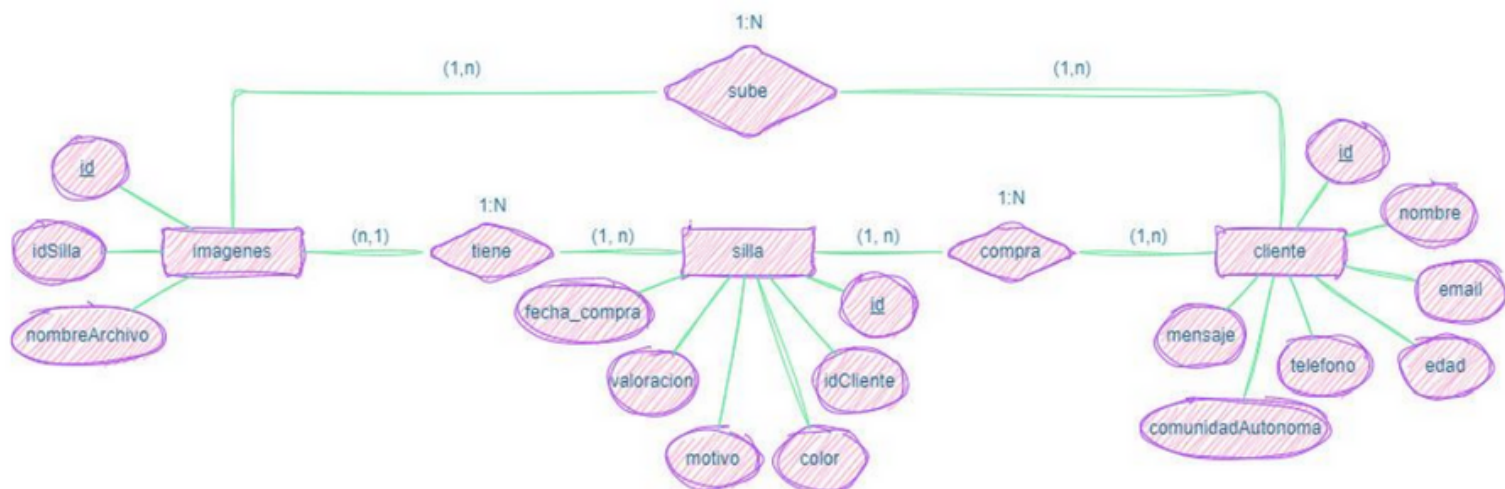 1:N
(1,n)
(1,n)
sube
id
id
nombre
1:N
1:N
idSilla
imagenes
(n,1)
tiene
(1, n)
silla
(1, n)
compra
(1,n)
cliente
email
fecha_compra
id
nombreArchivo
mensaje
telefono
edad
valoracion
idCliente
comunidadAutonoma
motivo
color